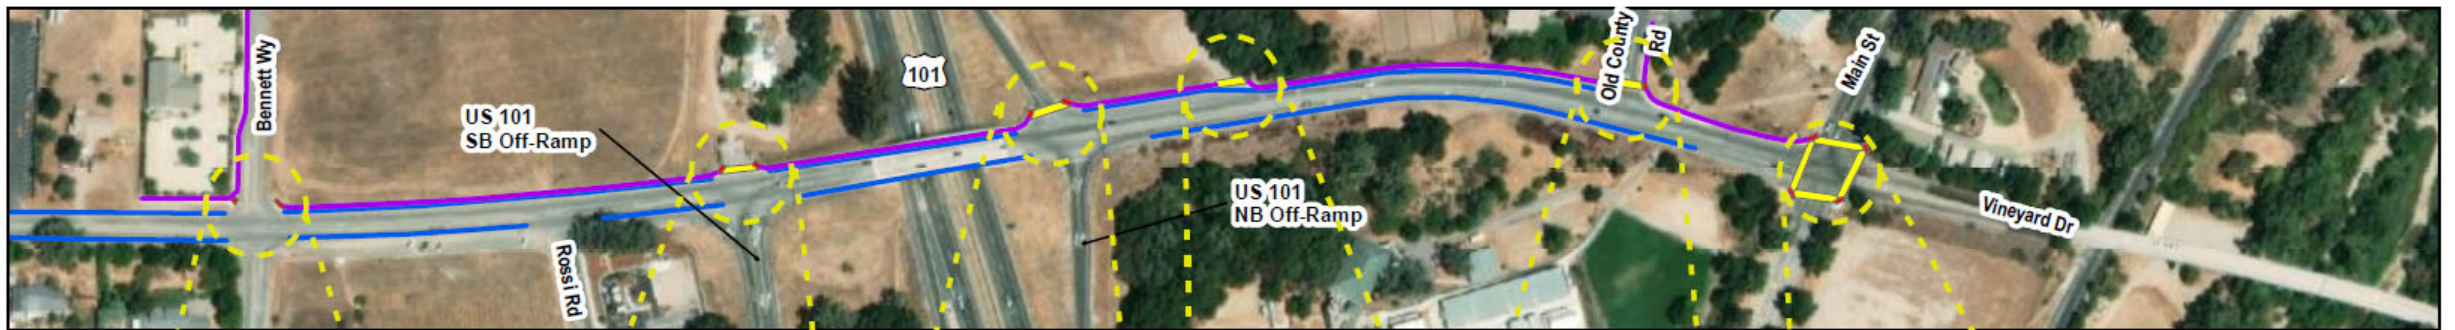 Bennett Wy
US 101
SB Off-Ramp
Rossi Rd
101
US 101
NB Off-Ramp
Old County
Rd
Main St
Vineyard Dr